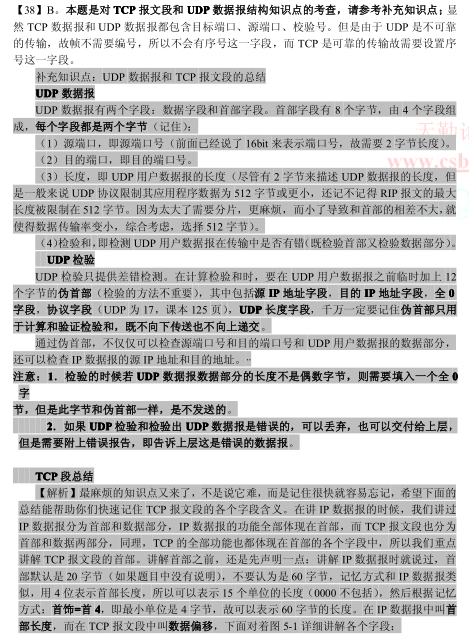 【38】B。本题是对 TCP 报文段和 UDP 数据报结构知识点的考查，请参考补充知识点；显
然 TCP 数据报和 UDP 数据报都包含目标端口、源端口、校验号。但是由于 UDP 是不可靠
的传输，故帧不需要编号，所以不会有序号这一字段，而 TCP 是可靠的传输故需要设置序
号这一字段。
补充知识点：UDP 数据报和 TCP 报文段的总结
UDP 数据报
UDP 数据报有两个字段：数据字段和首部字段。首部字段有 8 个字节，由 4 个字段组
成，每个字段都是两个字节（记住）；
（1）源端口，即源端口号（前面已经说了 16bit 来表示端口号，故需要 2 字节长度）。
（2）目的端口，即目的端口号。
（3）长度，即 UDP 用户数据报的长度（尽管有 2 字节来描述 UDP 数据报的长度，但
是一般来说 UDP 协议限制其应用程序数据为 512 字节或更小，还记不记得 RIP 报文的最大
长度被限制在 512 字节。因为太大了需要分片，更麻烦，而小了导致和首部的相差不大，就
使得数据传输率变小，综合考虑，选择 512 字节）。
（4）检验和，即检测 UDP 用户数据报在传输中是否有错（既检验首部又检验数据部分）。
UDP 检验
UDP 检验只提供差错检测。在计算检验和时，要在 UDP 用户数据报之前临时加上 12
个字节的伪首部（检验的方法不重要），其中包括源 IP 地址字段，目的 IP 地址字段，全 0
字段，协议字段（UDP 为 17，课本 125 页），UDP 长度字段，千万一定要记住伪首部只用
于计算和验证检验和，既不向下传送也不向上递交。
通过伪首部，不仅仅可以检查源端口号和目的端口号和 UDP 用户数据报的数据部分，
还可以检查 IP 数据报的源 IP 地址和目的地址。
注意：1．检验的时候若 UDP 数据报数据部分的长度不是偶数字节，则需要填入一个全 0
字
节，但是此字节和伪首部一样，是不发送的。
2．如果 UDP 检验和检验出 UDP 数据报是错误的，可以丢弃，也可以交付给上层，
但是需要附上错误报告，即告诉上层这是错误的数据报。
TCP 段总结
【解析】最麻烦的知识点又来了，不是说它难，而是记住很快就容易忘记，希望下面的
总结能帮助你们快速记住 TCP 报文段的各个字段含义。在讲 IP 数据报的时候，我们讲过
IP 数据报分为首部和数据部分，IP 数据报的功能全部体现在首部，而 TCP 报文段也分为
首部和数据两部分，同理，TCP 的全部功能也都体现在首部的各个字段中，所以我们重点
讲解 TCP 报文段的首部。讲解首部之前，还是先声明一点：讲解 IP 数据报时就说过，首
部默认是 20 字节（如果题目中没有说明），不要认为是 60 字节，记忆方式和 IP 数据报类
似，用 4 位表示首部长度，所以可以表示 15 个单位的长度（0000 不包括），然后根据记忆
方式：首饰=首 4，即最小单位是 4 字节，故可以表示 60 字节的长度。在 IP 数据报中叫首
部长度，而在 TCP 报文段中叫数据偏移；下面对着图 5-1 详细讲解各个字段：
www.csb